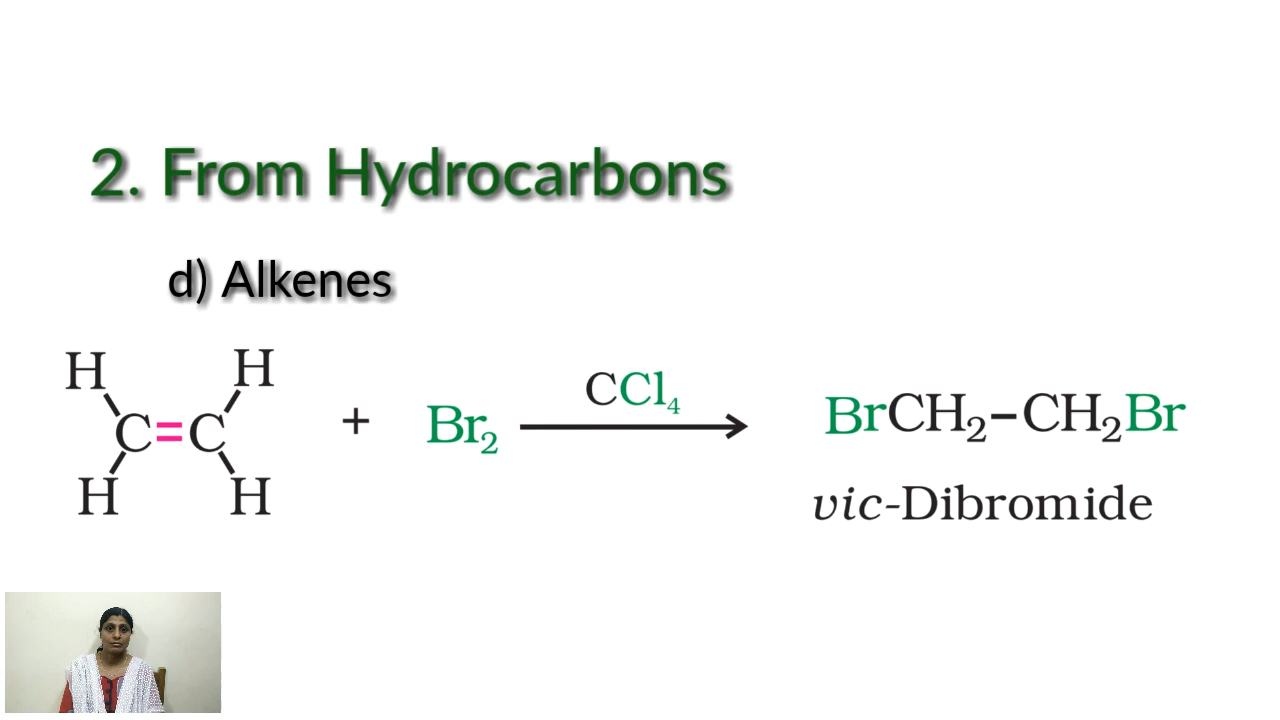 2. From Hydrocarbons
d) Alkenes
H H
C=C + Br₂ CCl₄ BrCH₂–CH₂Br
H H
vic-Dibromide